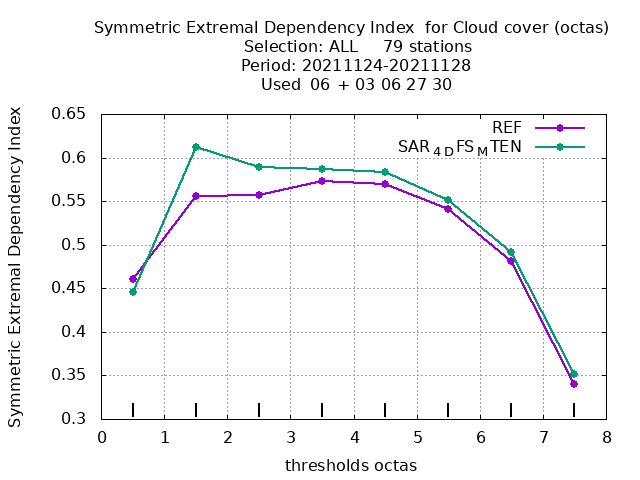 Symmetric Extremal Dependency Index  for Cloud cover (octas)
Selection: ALL     79 stations
Period: 20211124-20211128
Used  06  + 03 06 27 30
Symmetric Extremal Dependency Index
0.65
0.6
0.55
0.5
0.45
0.4
0.35
0.3
REF
SAR4DFSMTEN
0 1 2 3 4 5 6 7 8
thresholds octas